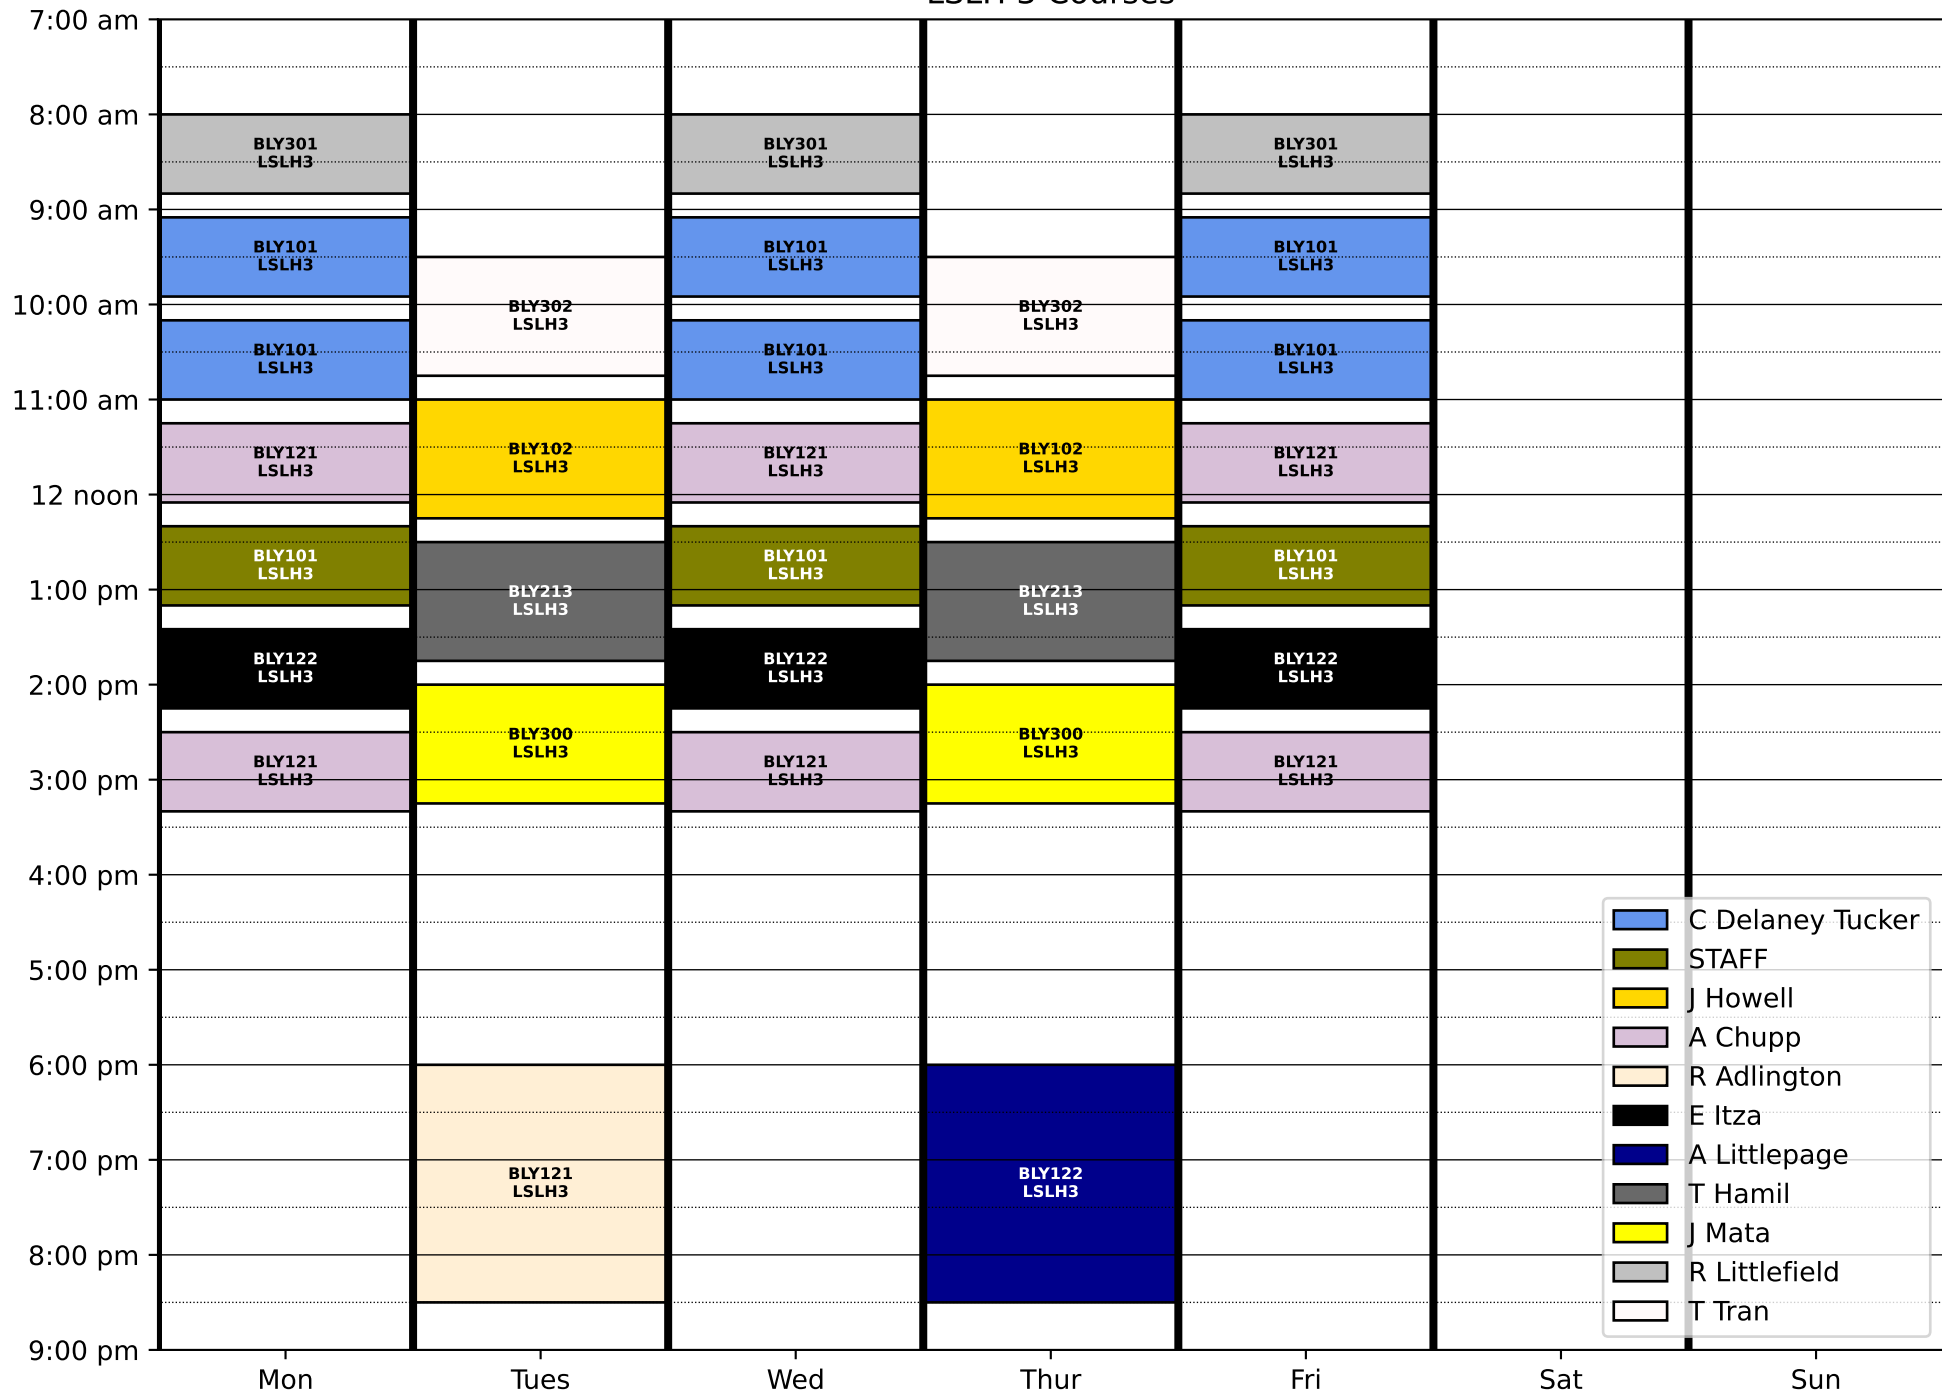 LSLH 3 Courses
7:00 am
8:00 am
9:00 am
10:00 am
11:00 am
12 noon
1:00 pm
2:00 pm
3:00 pm
4:00 pm
5:00 pm
6:00 pm
7:00 pm
8:00 pm
9:00 pm
BLY301
LSLH3
BLY101
LSLH3
BLY101
LSLH3
BLY121
LSLH3
BLY101
LSLH3
BLY122
LSLH3
BLY121
LSLH3
BLY302
LSLH3
BLY102
LSLH3
BLY213
LSLH3
BLY300
LSLH3
BLY121
LSLH3
BLY301
LSLH3
BLY101
LSLH3
BLY101
LSLH3
BLY121
LSLH3
BLY101
LSLH3
BLY122
LSLH3
BLY121
LSLH3
BLY302
LSLH3
BLY102
LSLH3
BLY213
LSLH3
BLY300
LSLH3
BLY122
LSLH3
BLY301
LSLH3
BLY101
LSLH3
BLY101
LSLH3
BLY121
LSLH3
BLY101
LSLH3
BLY122
LSLH3
BLY121
LSLH3
C Delaney Tucker
STAFF
J Howell
A Chupp
R Adlington
E Itza
A Littlepage
T Hamil
J Mata
R Littlefield
T Tran
Mon
Tues
Wed
Thur
Fri
Sat
Sun